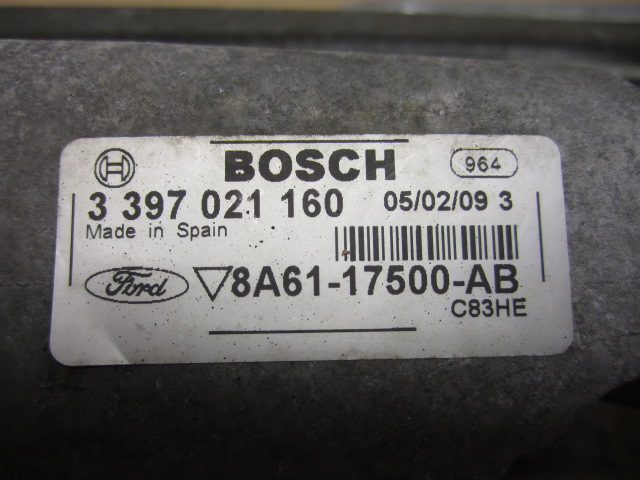 BOSCH 964
3 397 021 160 05/02/09 3
Made in Spain
Ford 8A61-17500-AB
C83HE